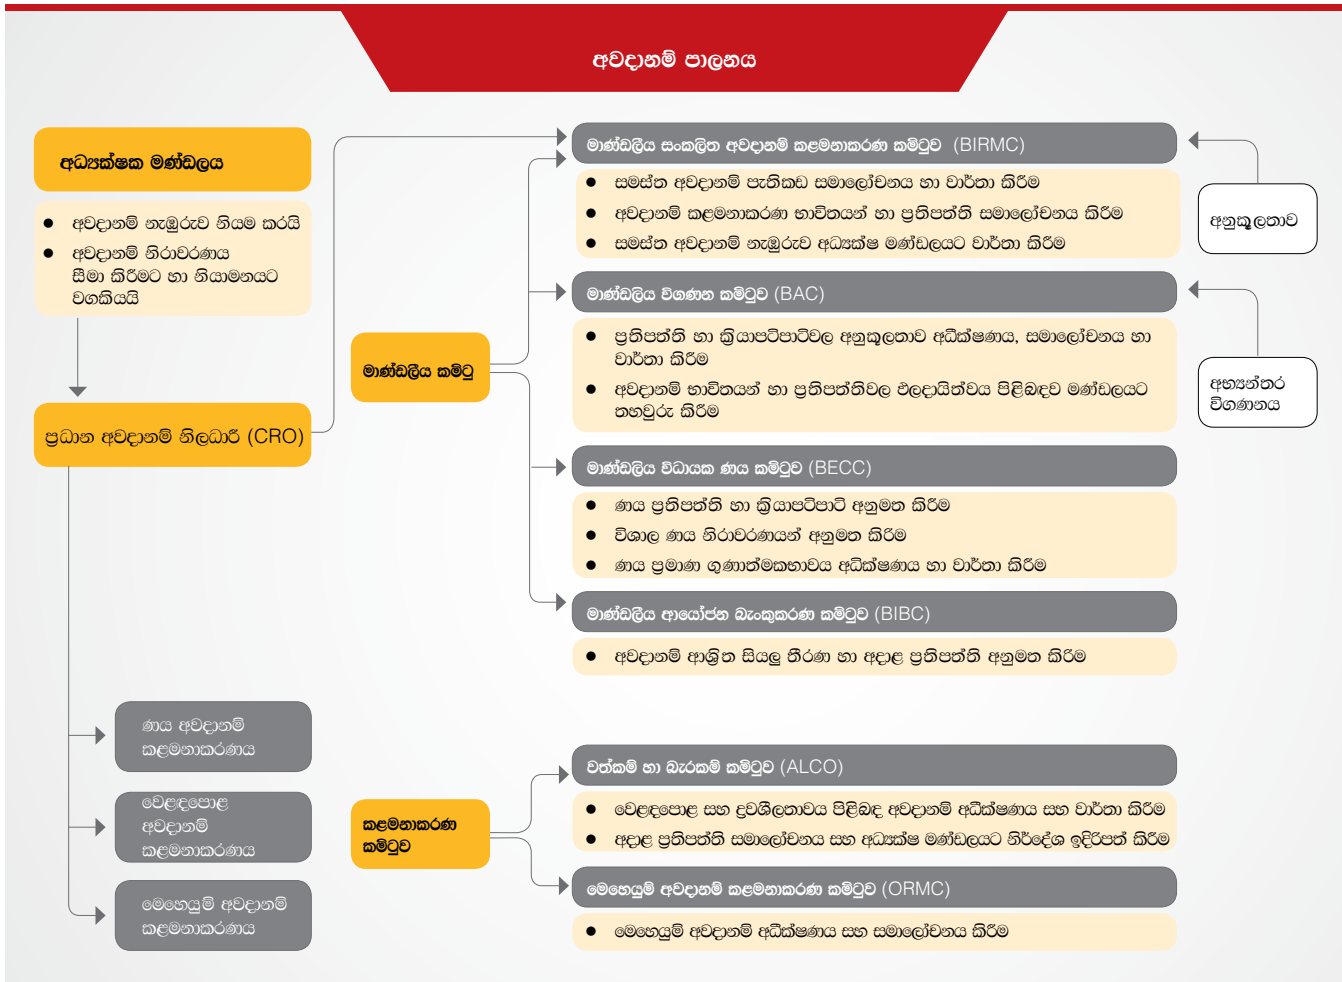 අවදානම් පාලනය
අධ්‍යක්ෂක මණ්ඩලය
● අවදානම් නැඹුරුව නියම කරයි
● අවදානම් නිරාවරණය
සීමා කිරීමට හා නියාමනයට
වගකියයි
ප්‍රධාන අවදානම් නිලධාරී (CRO)
ණය අවදානම්
කළමනාකරණය
වෙළඳපොළ
අවදානම්
කළමනාකරණය
මෙහෙයුම් අවදානම්
කළමනාකරණය
මාණ්ඩලීය කමිටු
මාණ්ඩලීය සංකලිත අවදානම් කළමනාකරණ කමිටුව (BIRMC)
● සමස්ත අවදානම් පැතිකඩ සමාලෝචනය හා වාර්තා කිරීම
● අවදානම් කළමනාකරණ භාවිතයන් හා ප්‍රතිපත්ති සමාලෝචනය කිරීම
● සමස්ත අවදානම් නැඹුරුව අධ්‍යක්ෂ මණ්ඩලයට වාර්තා කිරීම
මාණ්ඩලීය විගණන කමිටුව (BAC)
● ප්‍රතිපත්ති හා ක්‍රියාපටිපාටිවල අනුකූලතාව අධීක්ෂණය, සමාලෝචනය හා
වාර්තා කිරීම
● අවදානම් භාවිතයන් හා ප්‍රතිපත්තිවල ඵලදායිත්වය පිළිබඳව මණ්ඩලයට
තහවුරු කිරීම
මාණ්ඩලීය විධායක ණය කමිටුව (BECC)
● ණය ප්‍රතිපත්ති හා ක්‍රියාපටිපාටි අනුමත කිරීම
● විශාල ණය නිරාවරණයන් අනුමත කිරීම
● ණය ප්‍රමාණ ගුණාත්මකභාවය අධීක්ෂණය හා වාර්තා කිරීම
මාණ්ඩලීය ආයෝජන බැංකුකරණ කමිටුව (BIBC)
● අවදානම් ආශ්‍රිත සියලු තීරණ හා අදාළ ප්‍රතිපත්ති අනුමත කිරීම
අනුකූලතාව
අභ්‍යන්තර
විගණනය
කළමනාකරණ
කමිටුව
වත්කම් හා බැරකම් කමිටුව (ALCO)
● වෙළඳපොළ සහ ද්‍රවශීලතාවය පිළිබඳ අවදානම් අධීක්ෂණය සහ වාර්තා කිරීම
● අදාළ ප්‍රතිපත්ති සමාලෝචනය සහ අධ්‍යක්ෂ මණ්ඩලයට නිර්දේශ ඉදිරිපත් කිරීම
මෙහෙයුම් අවදානම් කළමනාකරණ කමිටුව (ORMC)
● මෙහෙයුම් අවදානම් අධීක්ෂණය සහ සමාලෝචනය කිරීම